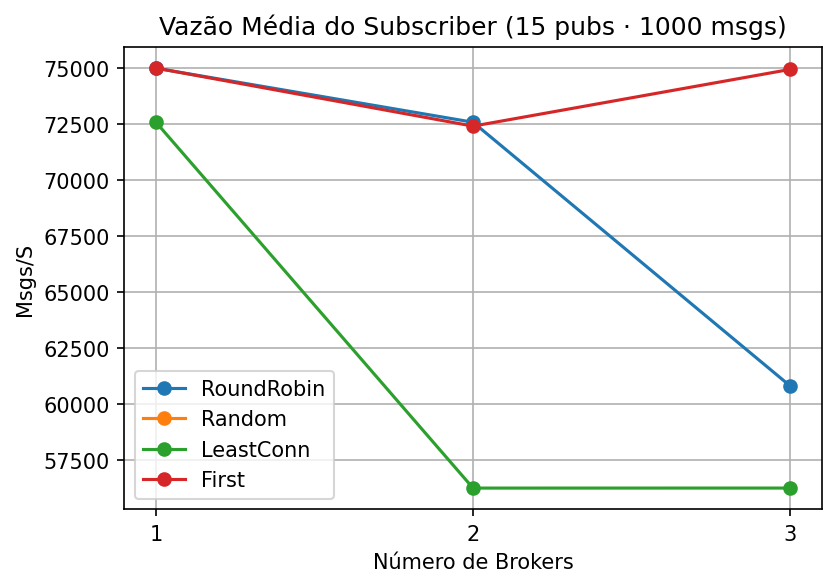 Vazão Média do Subscriber (15 pubs · 1000 msgs)
75000
72500
70000
67500
65000
62500
60000
57500
Msgs/S
RoundRobin
Random
LeastConn
First
1
2
3
Número de Brokers